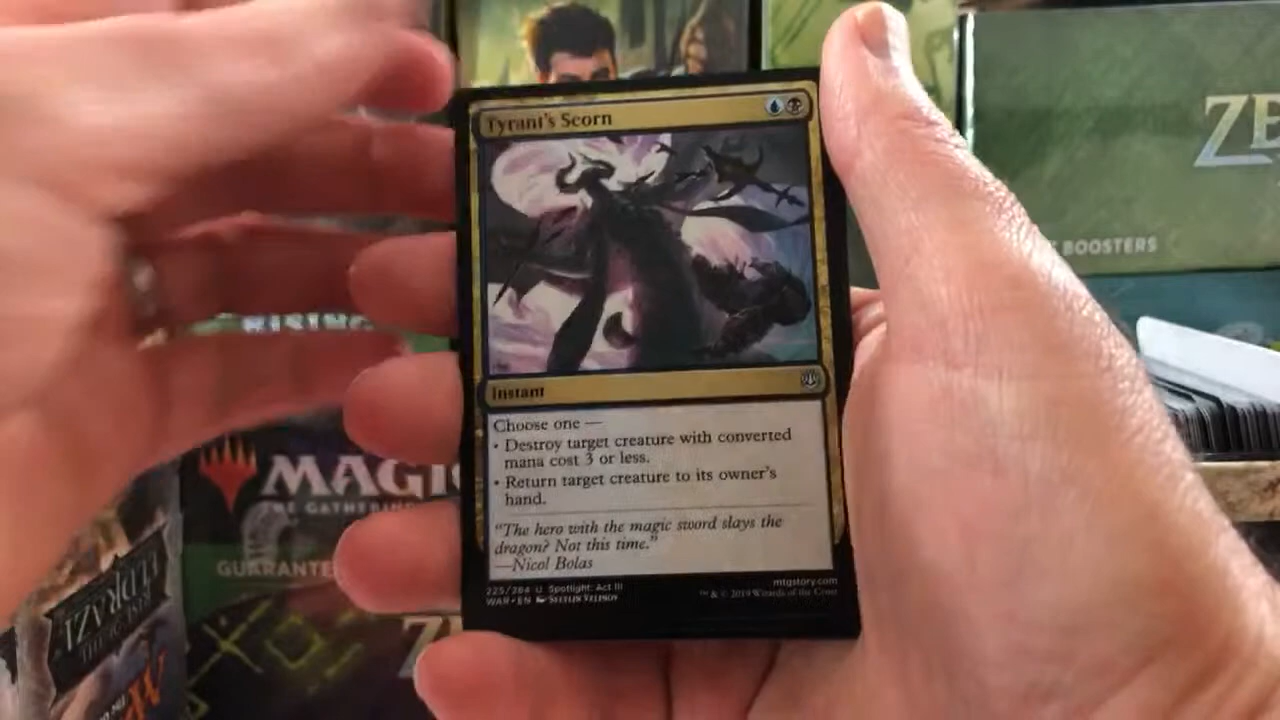 Tyrant's Scorn
ZE
BOOSTERS
RISING
Instant
Choose one —
• Destroy target creature with converted
mana cost 3 or less.
• Return target creature to its owner's
hand.
"The hero with the magic sword slays the
dragon? Not this time."
—Nicol Bolas
225/264 U Spotlight: Act III
WAR • EN
mtgstory.com
™ & © 2019 Wizards of the Coast
MAGIC
THE GATHERING
GUARANTE
ELDRAZI
Z